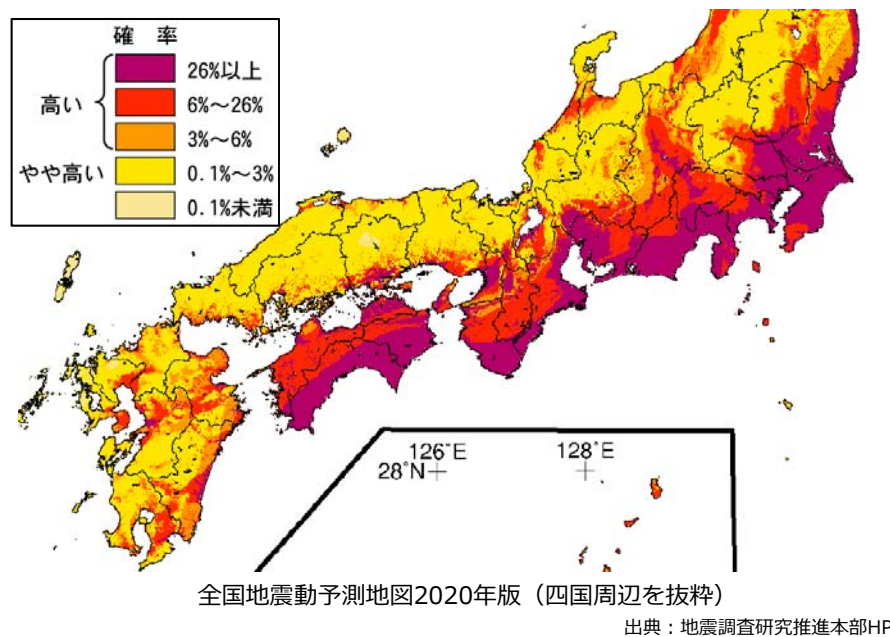 確 率
高い
26%以上
6%～26%
3%～6%
やや高い
0.1%～3%
0.1%未満
126°E
28°N
128°E
全国地震動予測地図2020年版（四国周辺を抜粋）
出典：地震調査研究推進本部HP